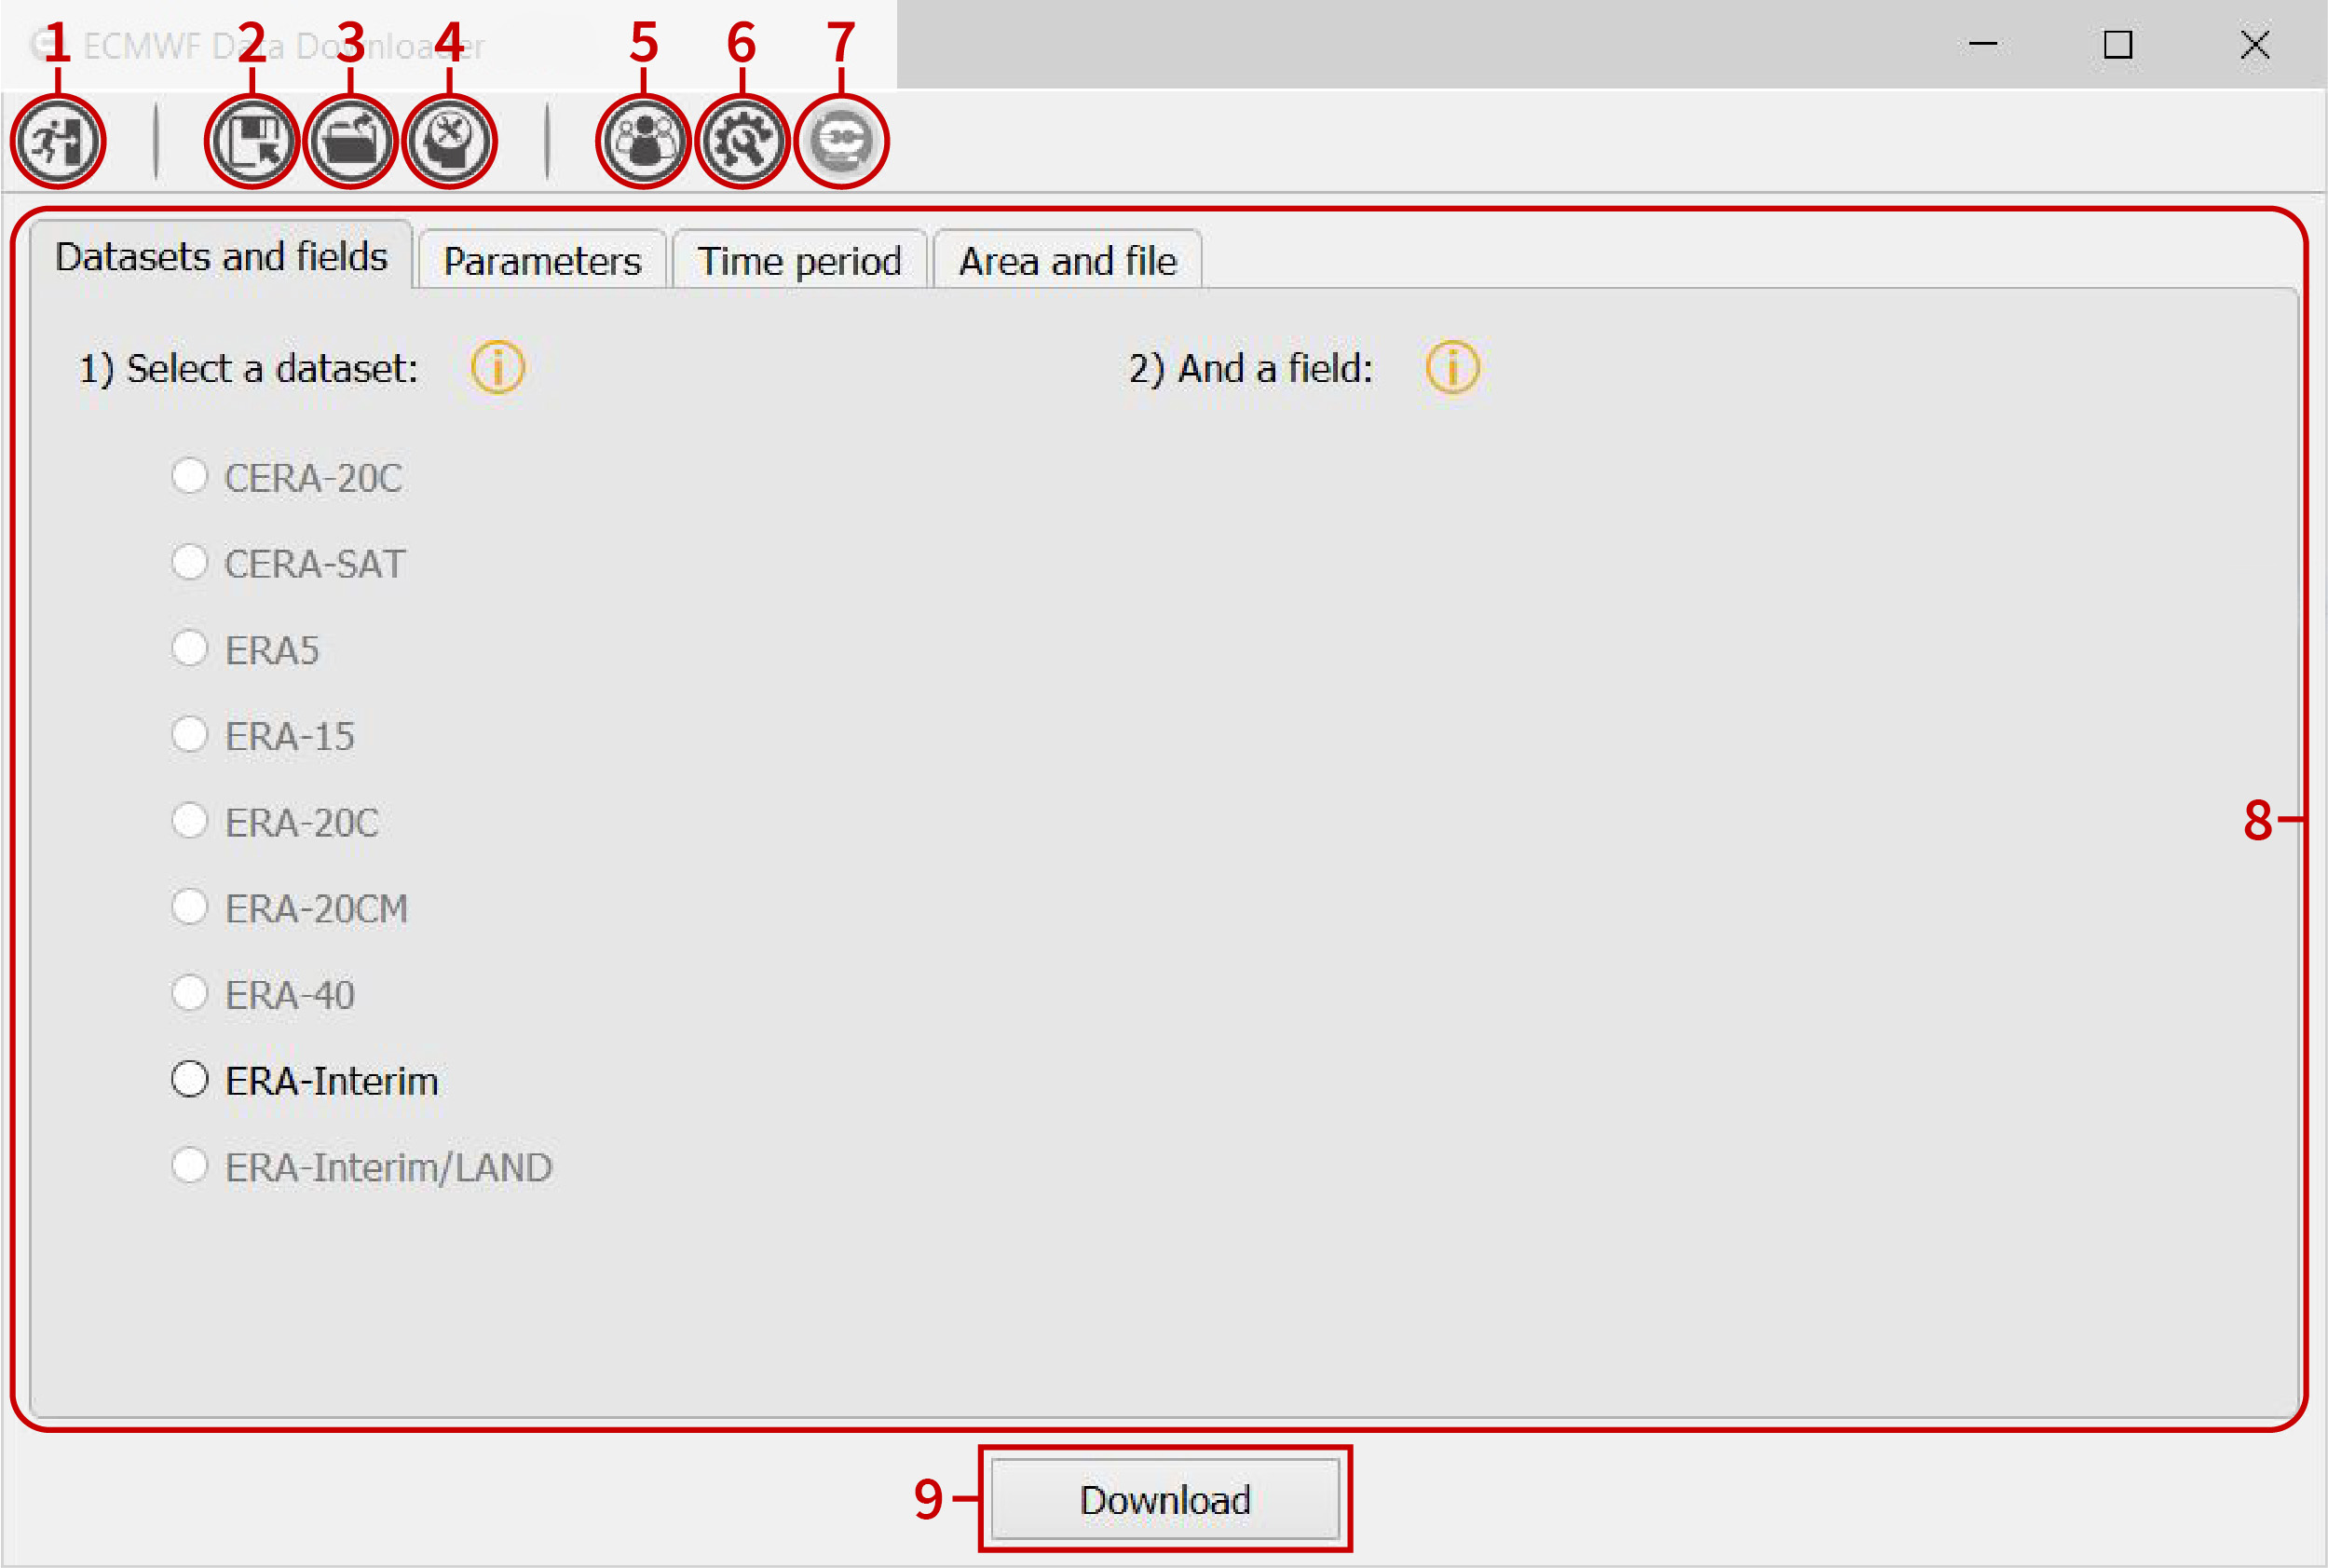 ECMWF Data Downloader
1 2 3 4 5 6 7
Datasets and fields Parameters Time period Area and file
1) Select a dataset: 2) And a field:
CERA-20C
CERA-SAT
ERA5
ERA-15
ERA-20C
8
ERA-20CM
ERA-40
ERA-Interim
ERA-Interim/LAND
9 Download